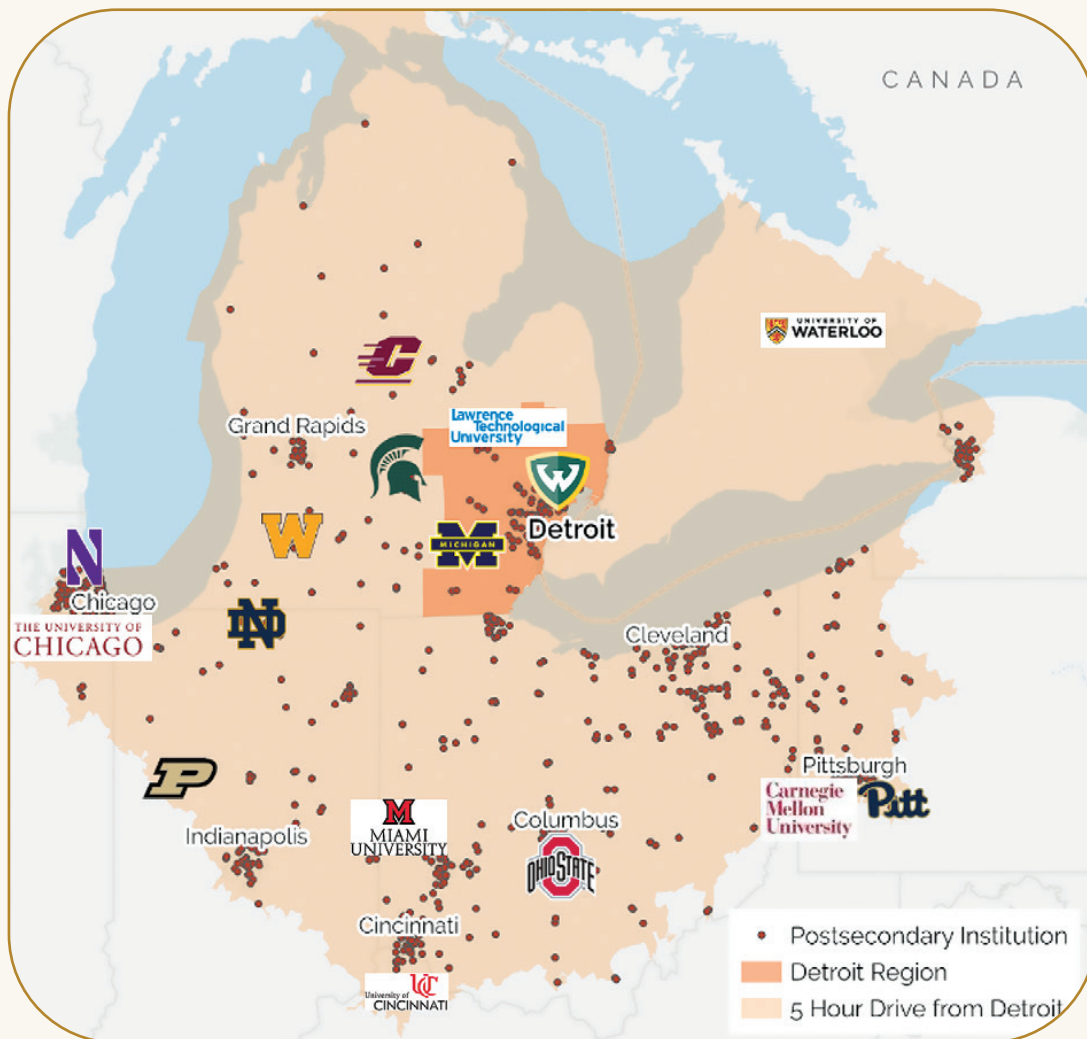 CANADA
UNIVERSITY OF
WATERLOO
C
Grand Rapids
Lawrence
Technological
University
W
W
Detroit
M
MICHIGAN
N
Chicago
THE UNIVERSITY OF
CHICAGO
ND
Cleveland
P
Pittsburgh
Carnegie
Mellon
University
Pitt
Indianapolis
M
MIAMI
UNIVERSITY
Columbus
OHIO STATE
Cincinnati
UC
University of
CINCINNATI
Postsecondary Institution
Detroit Region
5 Hour Drive from Detroit